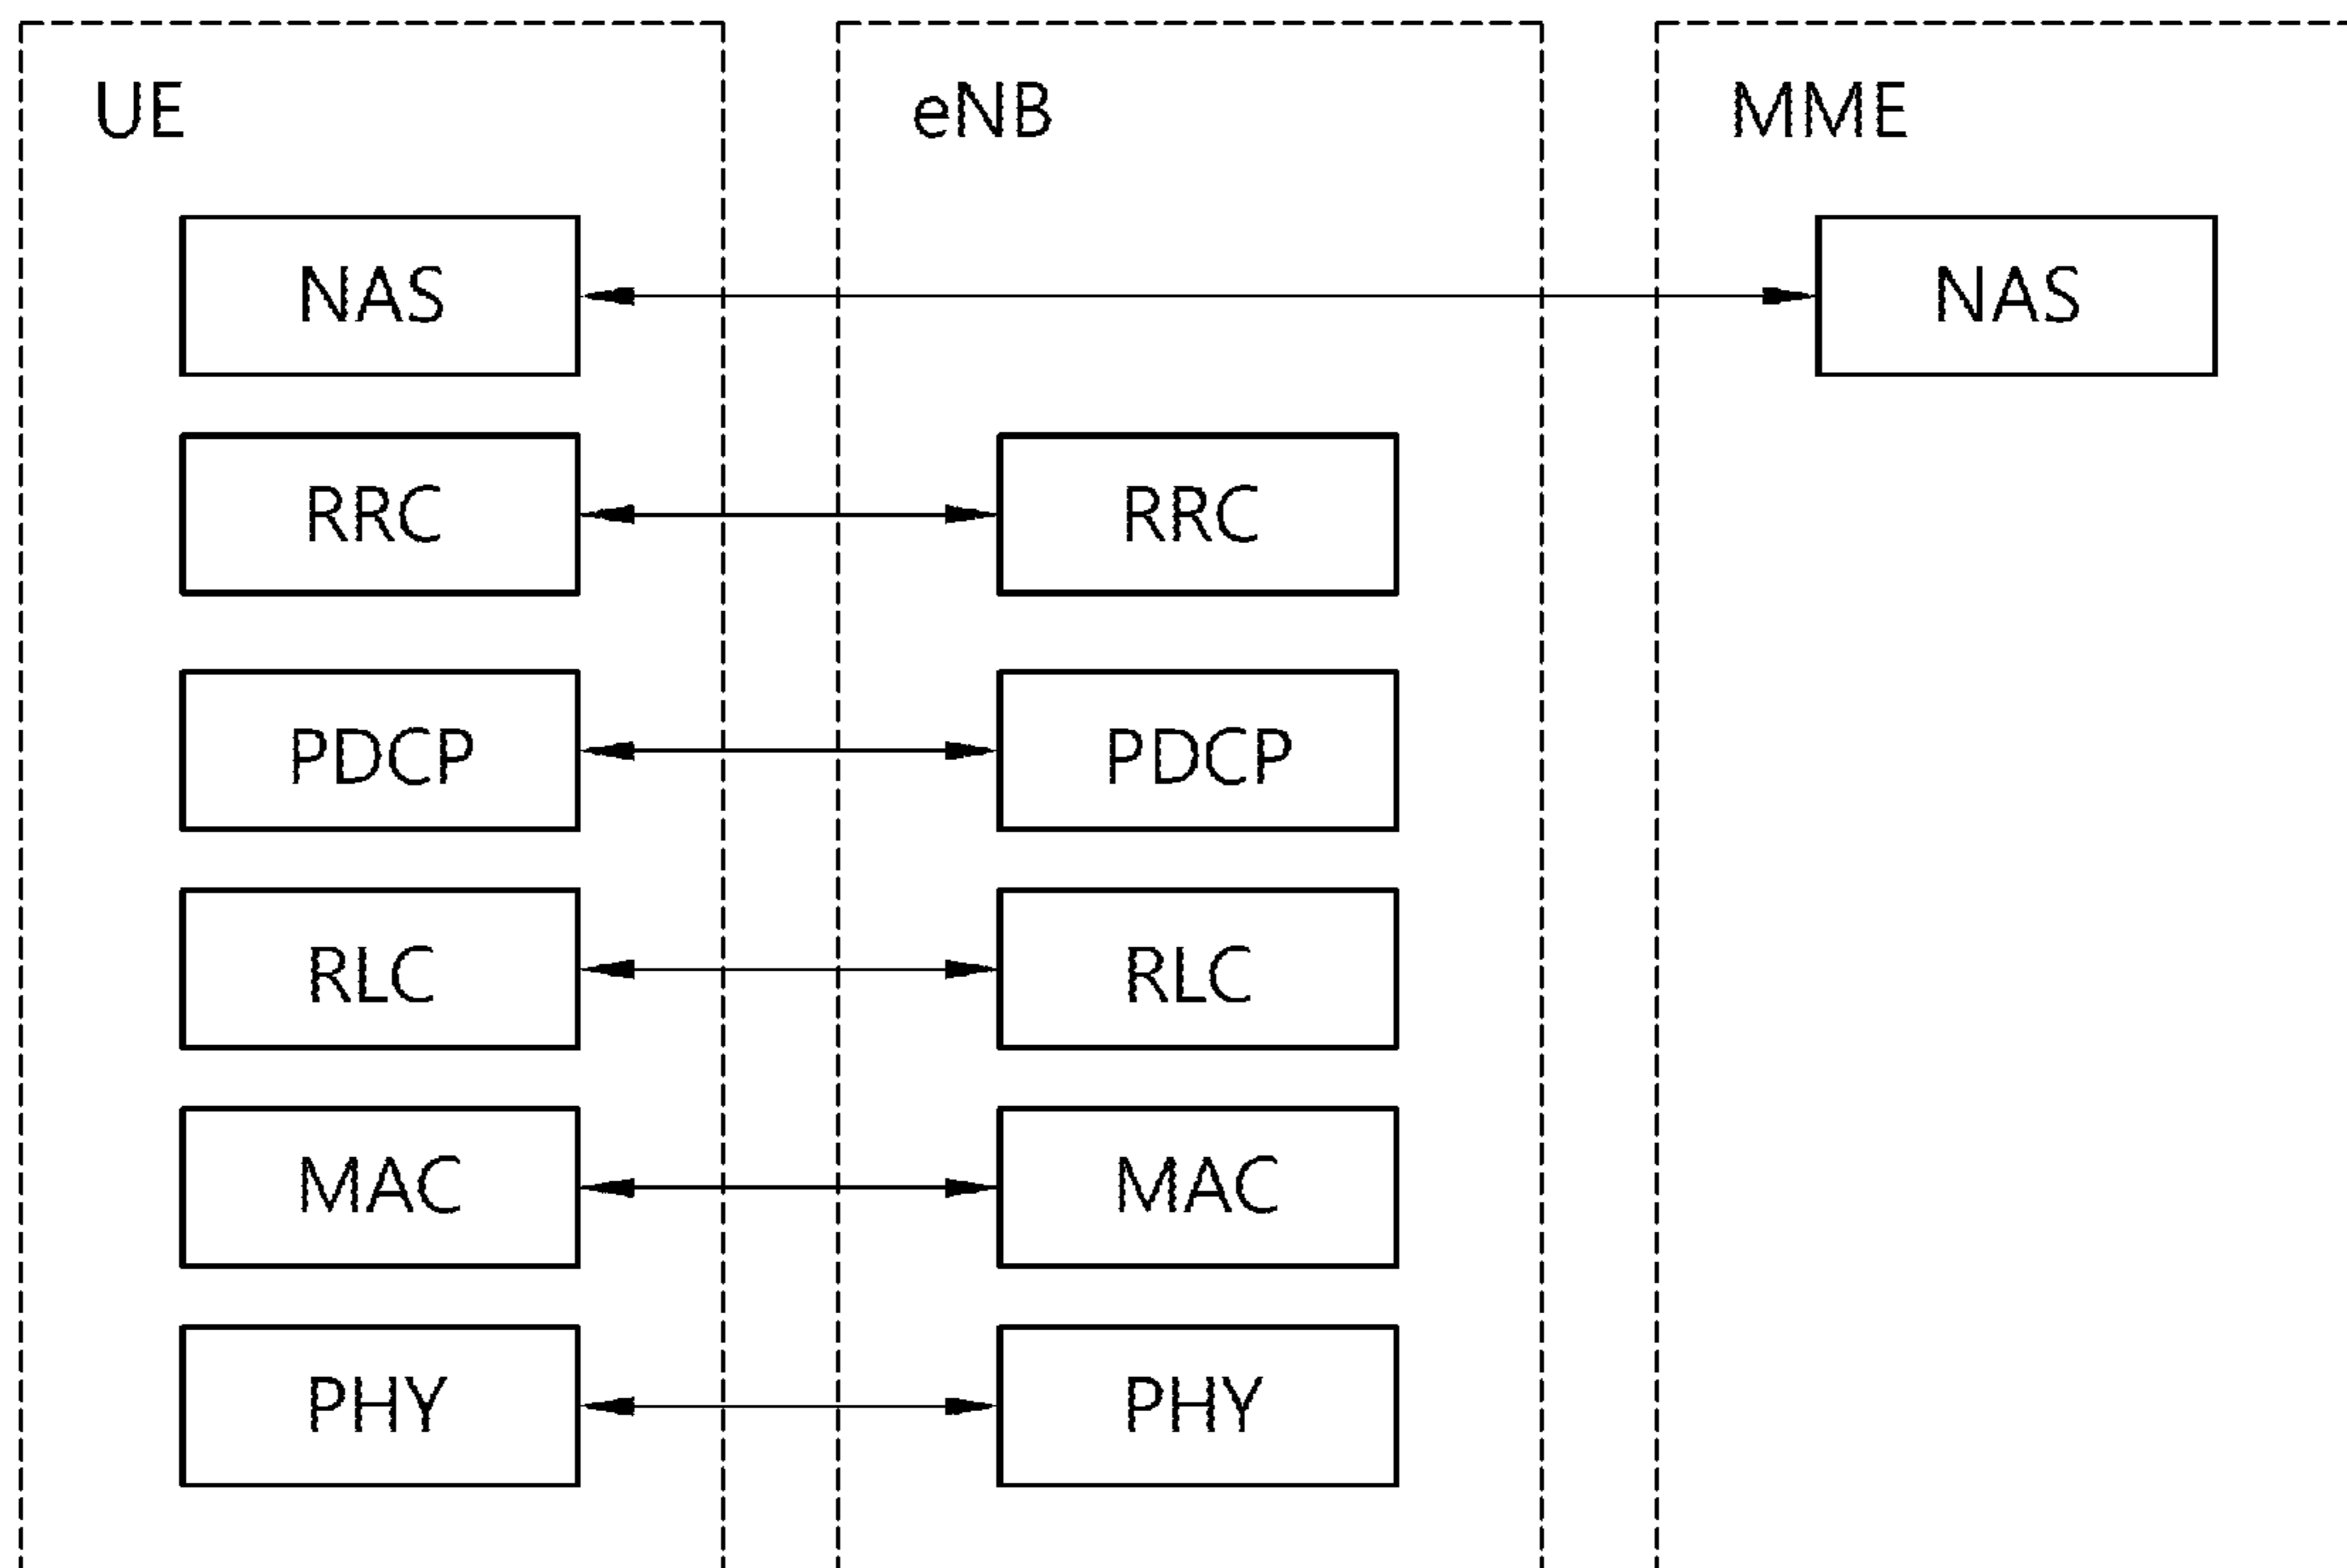 UE eNB MME
NAS NAS
RRC RRC
PDCP PDCP
RLC RLC
MAC MAC
PHY PHY